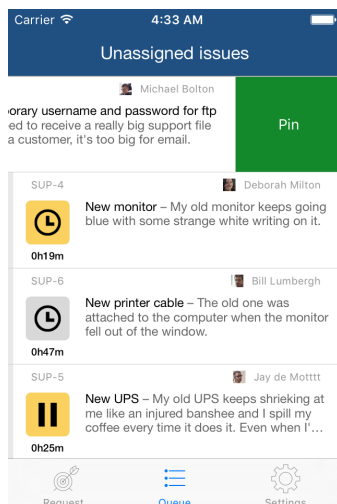 Carrier 4:33 AM
Unassigned issues
Michael Bolton
orary username and password for ftp
ed to receive a really big support file
a customer, it's too big for email.
Pin
SUP-4 Deborah Milton
New monitor – My old monitor keeps going
blue with some strange white writing on it.
0h19m
SUP-6 Bill Lumbergh
New printer cable – The old one was
attached to the computer when the monitor
fell out of the window.
0h47m
SUP-5 Jay de Motttt
New UPS – My old UPS keeps shrieking at
me like an injured banshee and I spill my
coffee every time it does it. Even when I'...
0h25m
Request Queue Settings